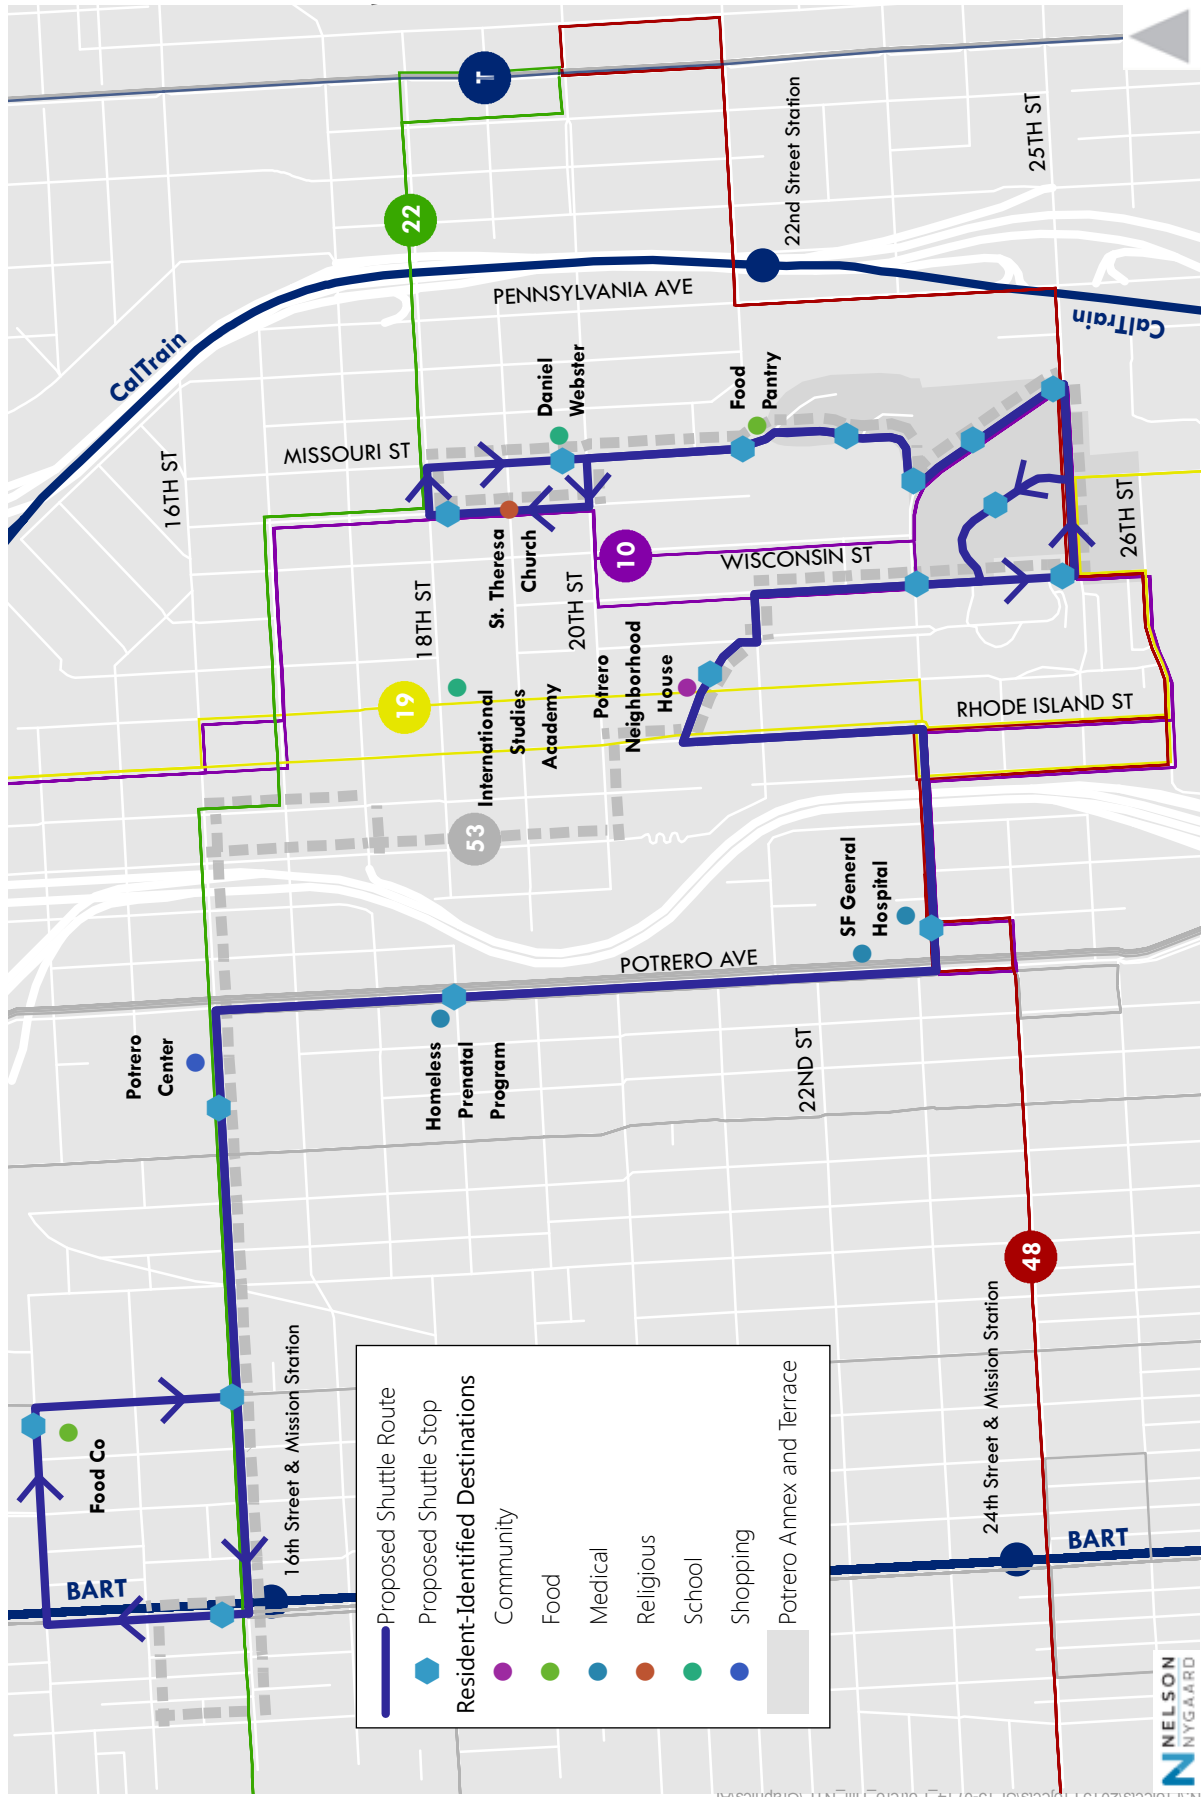 BART
Food Co
16th Street & Mission Station
Potrero
Center
Homeless
Prenatal
Program
POTRERO AVE
22ND ST
SF General
Hospital
53
19
International
Studies
Academy
Potrero
Neighborhood
House
RHODE ISLAND ST
16TH ST
18TH ST
20TH ST
WISCONSIN ST
26TH ST
10
St. Theresa
Church
MISSOURI ST
Daniel
Webster
Food
Pantry
CalTrain
PENNSYLVANIA AVE
CalTrain
22
22nd Street Station
25TH ST
T
48
24th Street & Mission Station
BART
Proposed Shuttle Route
Proposed Shuttle Stop
Resident-Identified Destinations
Community
Food
Medical
Religious
School
Shopping
Potrero Annex and Terrace
NELSON
NYGAARD